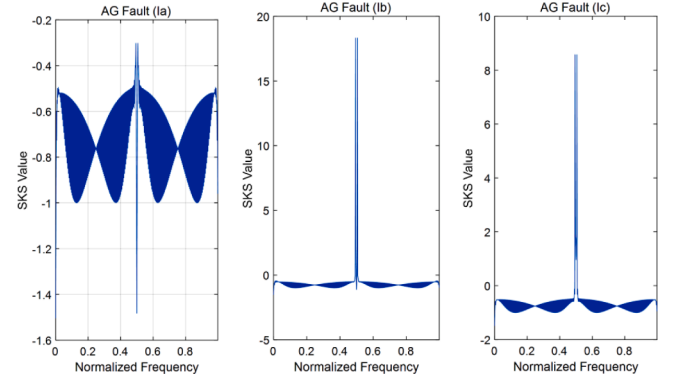 AG Fault (Ia)
-0.2
-0.4
-0.6
-0.8
-1
-1.2
-1.4
-1.6
SKS Value
0 0.2 0.4 0.6 0.8 1
Normalized Frequency
AG Fault (Ib)
20
15
10
5
0
-5
SKS Value
0 0.2 0.4 0.6 0.8 1
Normalized Frequency
AG Fault (Ic)
10
8
6
4
2
0
-2
SKS Value
0 0.2 0.4 0.6 0.8 1
Normalized Frequency